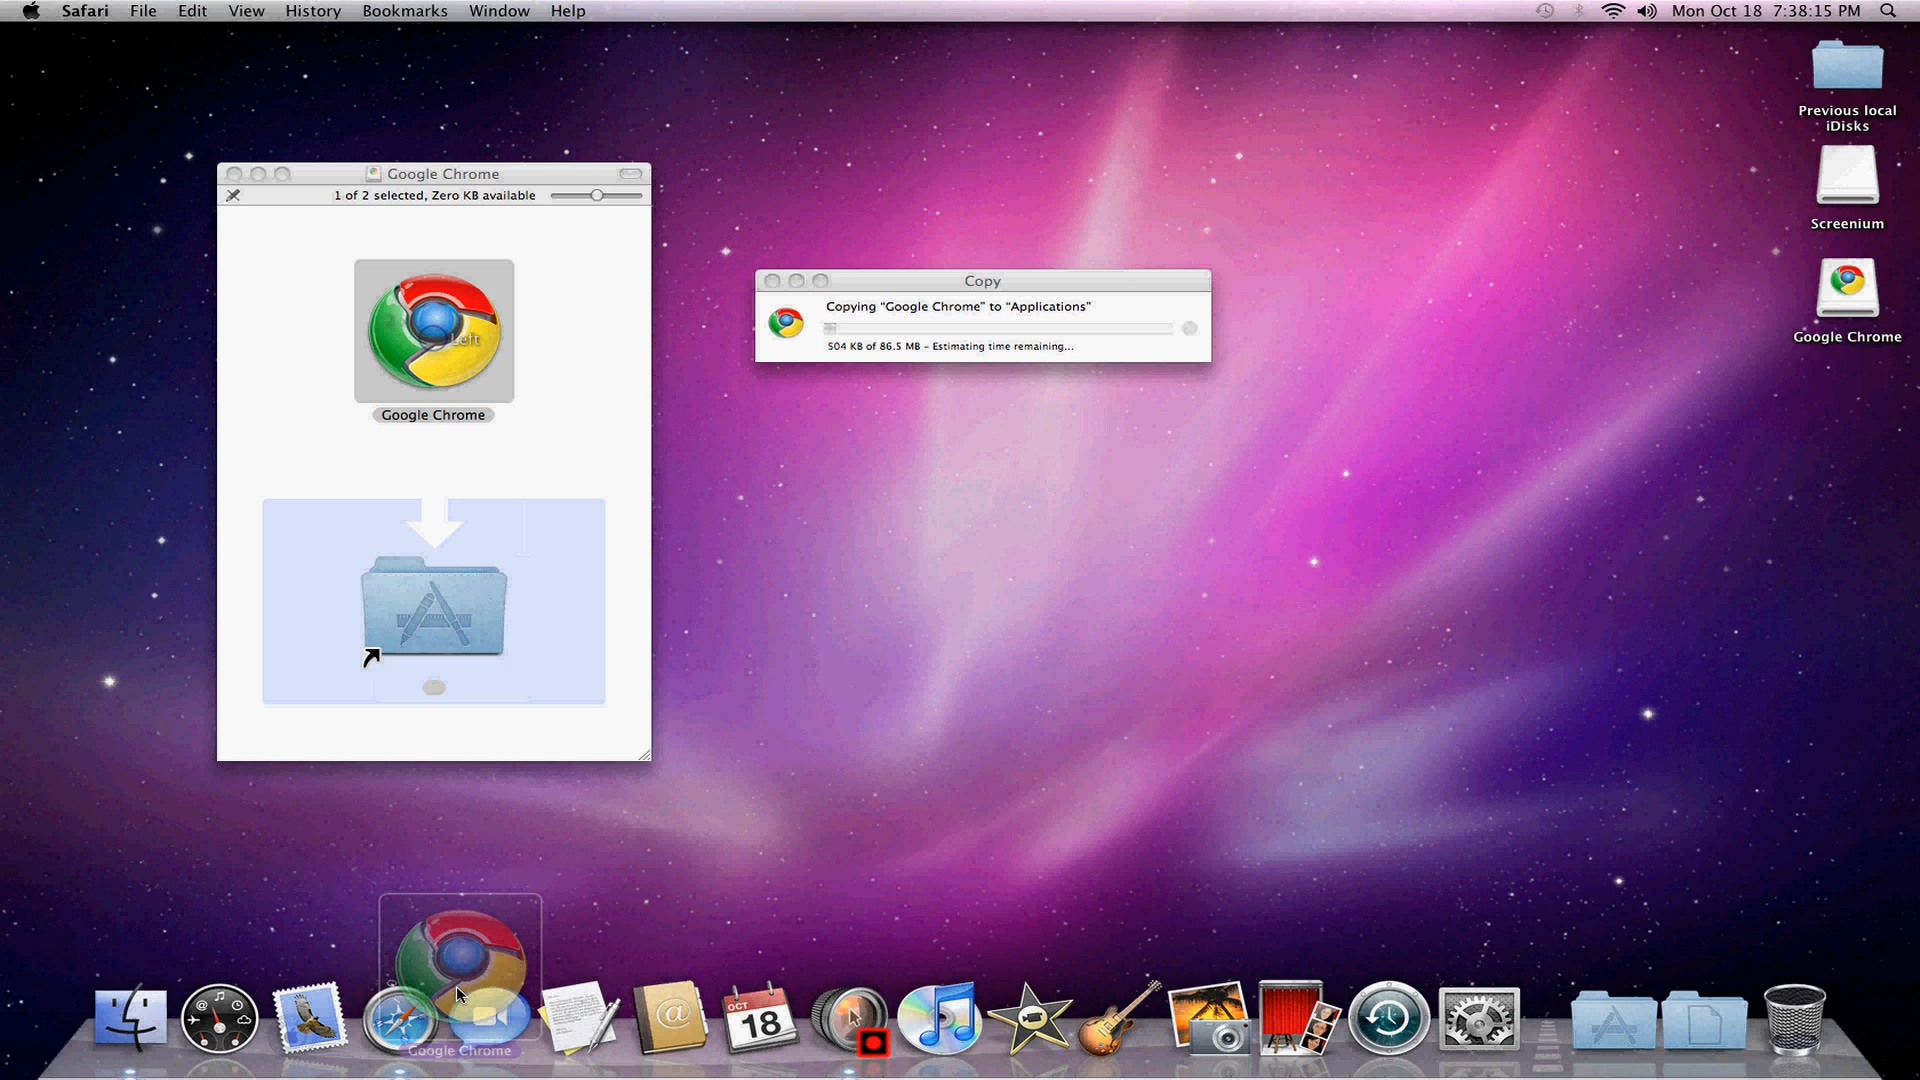 Safari File Edit View History Bookmarks Window Help
Mon Oct 18 7:38:15 PM
Previous local
iDisks
Screenium
Google Chrome
Google Chrome
1 of 2 selected, Zero KB available
Left
Google Chrome
Copy
Copying “Google Chrome” to “Applications”
504 KB of 86.5 MB – Estimating time remaining...
OCT
18
Google Chrome